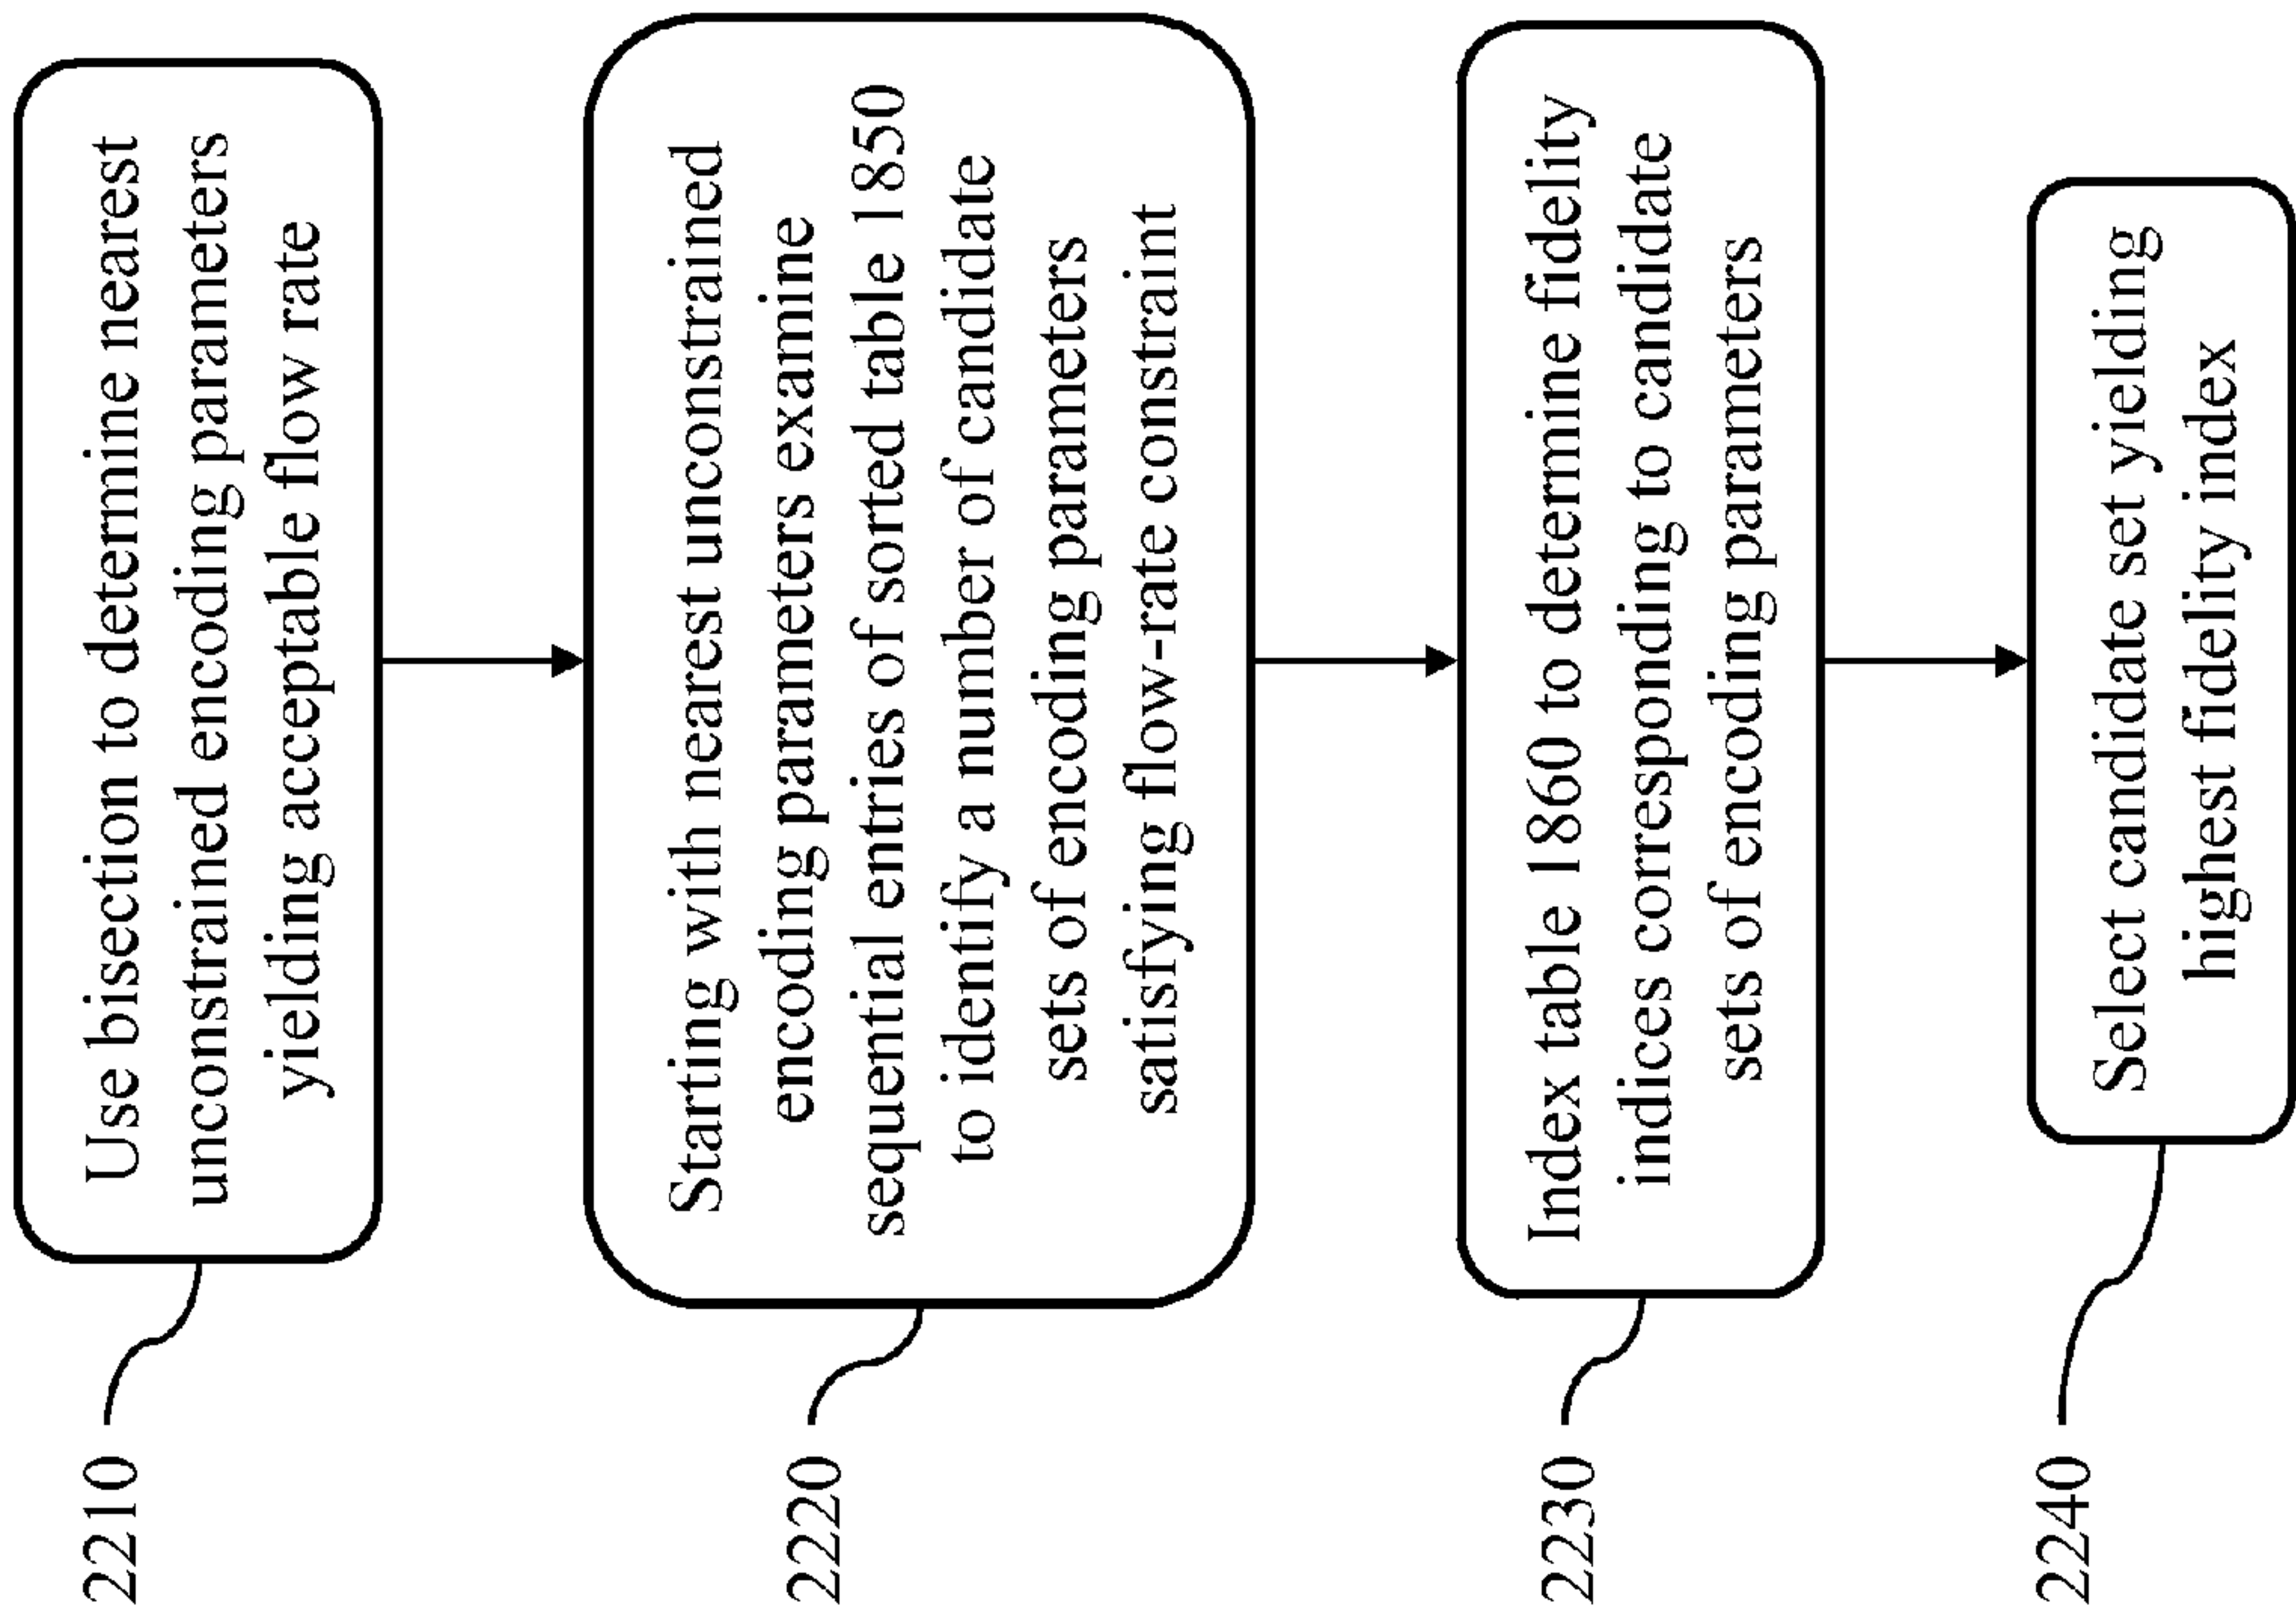 2210
Use bisection to determine nearest
unconstrained encoding parameters
yielding acceptable flow rate
2220
Starting with nearest unconstrained
encoding parameters examine
sequential entries of sorted table 1850
to identify a number of candidate
sets of encoding parameters
satisfying flow-rate constraint
2230
Index table 1860 to determine fidelity
indices corresponding to candidate
sets of encoding parameters
2240
Select candidate set yielding
highest fidelity index